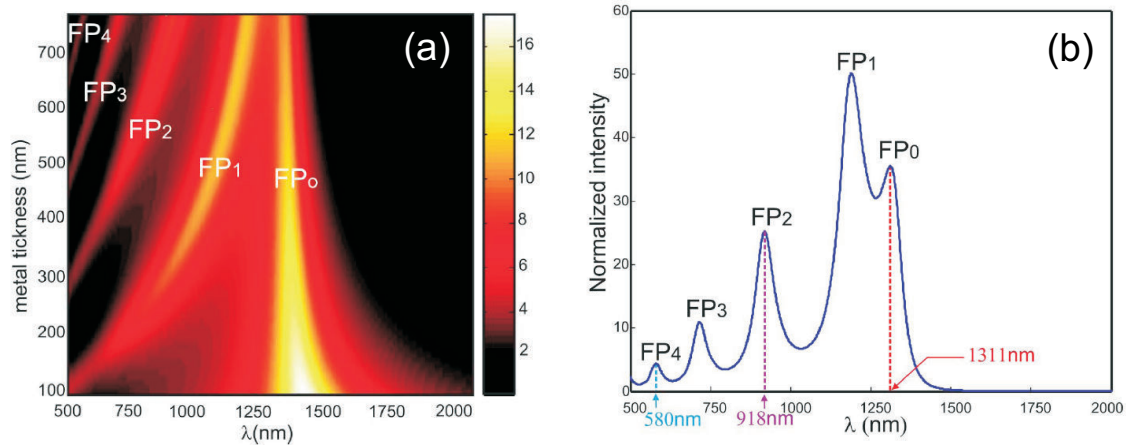 (a)
FP4
FP3
FP2
FP1
FPo
metal tickness (nm)
700
600
500
400
300
200
100
500 750 1000 1250 1500 1750 2000
λ(nm)
16
14
12
10
8
6
4
2
(b)
FP1
FP0
FP2
FP3
FP4
Normalized intensity
60
50
40
30
20
10
0
1311nm
500 750 1000 1250 1500 1750 2000
580nm 918nm λ (nm)